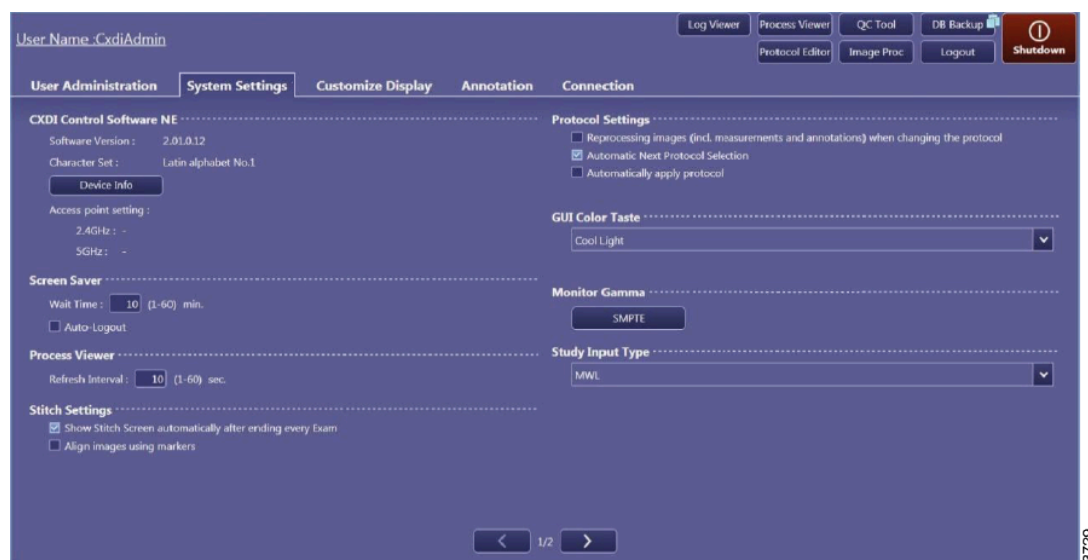 User Name :CxdiAdmin
Log Viewer
Process Viewer
QC Tool
DB Backup
Shutdown
Protocol Editor
Image Proc
Logout
User Administration
System Settings
Customize Display
Annotation
Connection
CXDI Control Software NE
Software Version : 2.01.0.12
Character Set : Latin alphabet No.1
Device Info
Access point setting :
2.4GHz : -
5GHz : -
Screen Saver
Wait Time : 10 (1-60) min.
Auto-Logout
Process Viewer
Refresh Interval : 10 (1-60) sec.
Stitch Settings
Show Stitch Screen automatically after ending every Exam
Align images using markers
Protocol Settings
Reprocessing images (incl. measurements and annotations) when changing the protocol
Automatic Next Protocol Selection
Automatically apply protocol
GUI Color Taste
Cool Light
Monitor Gamma
SMPTE
Study Input Type
MWL
1/2